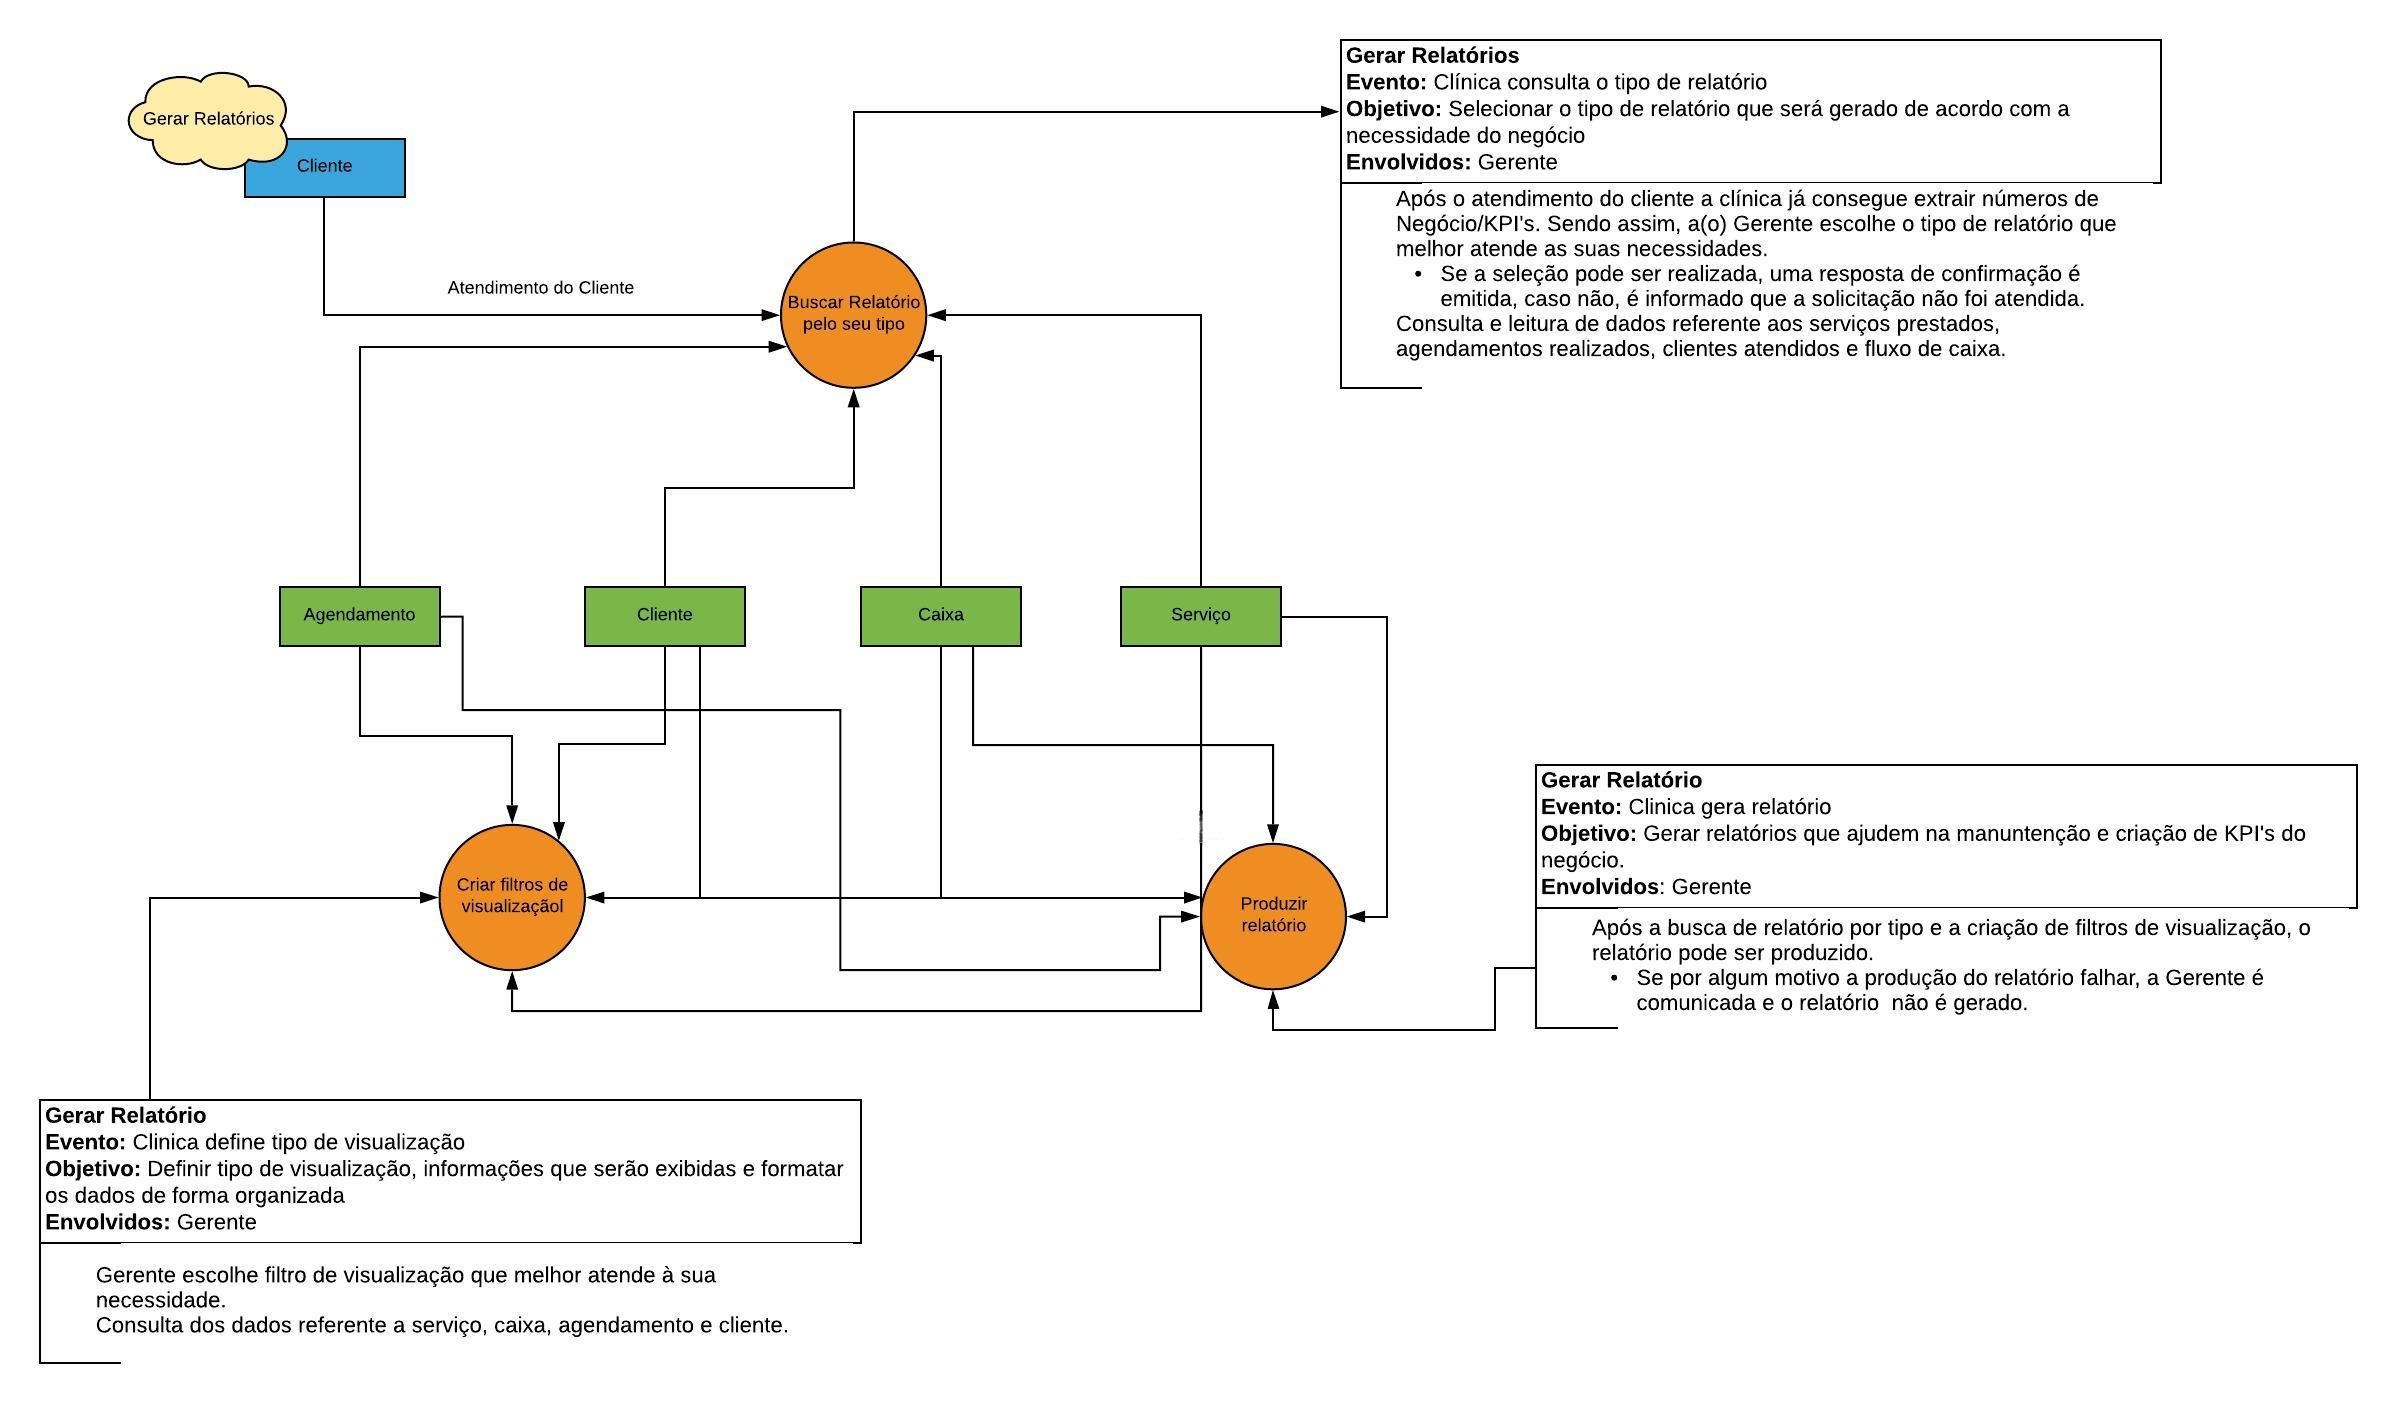 Gerar Relatórios
Cliente
Atendimento do Cliente
Buscar Relatório
pelo seu tipo
Gerar Relatórios
Evento: Clínica consulta o tipo de relatório
Objetivo: Selecionar o tipo de relatório que será gerado de acordo com a
necessidade do negócio
Envolvidos: Gerente
Após o atendimento do cliente a clínica já consegue extrair números de
Negócio/KPI's. Sendo assim, a(o) Gerente escolhe o tipo de relatório que
melhor atende as suas necessidades.
• Se a seleção pode ser realizada, uma resposta de confirmação é
emitida, caso não, é informado que a solicitação não foi atendida.
Consulta e leitura de dados referente aos serviços prestados,
agendamentos realizados, clientes atendidos e fluxo de caixa.
Agendamento
Cliente
Caixa
Serviço
Criar filtros de
visualizaçãol
Produzir
relatório
Gerar Relatório
Evento: Clinica gera relatório
Objetivo: Gerar relatórios que ajudem na manuntenção e criação de KPI's do
negócio.
Envolvidos: Gerente
Após a busca de relatório por tipo e a criação de filtros de visualização, o
relatório pode ser produzido.
• Se por algum motivo a produção do relatório falhar, a Gerente é
comunicada e o relatório  não é gerado.
Gerar Relatório
Evento: Clinica define tipo de visualização
Objetivo: Definir tipo de visualização, informações que serão exibidas e formatar
os dados de forma organizada
Envolvidos: Gerente
Gerente escolhe filtro de visualização que melhor atende à sua
necessidade.
Consulta dos dados referente a serviço, caixa, agendamento e cliente.